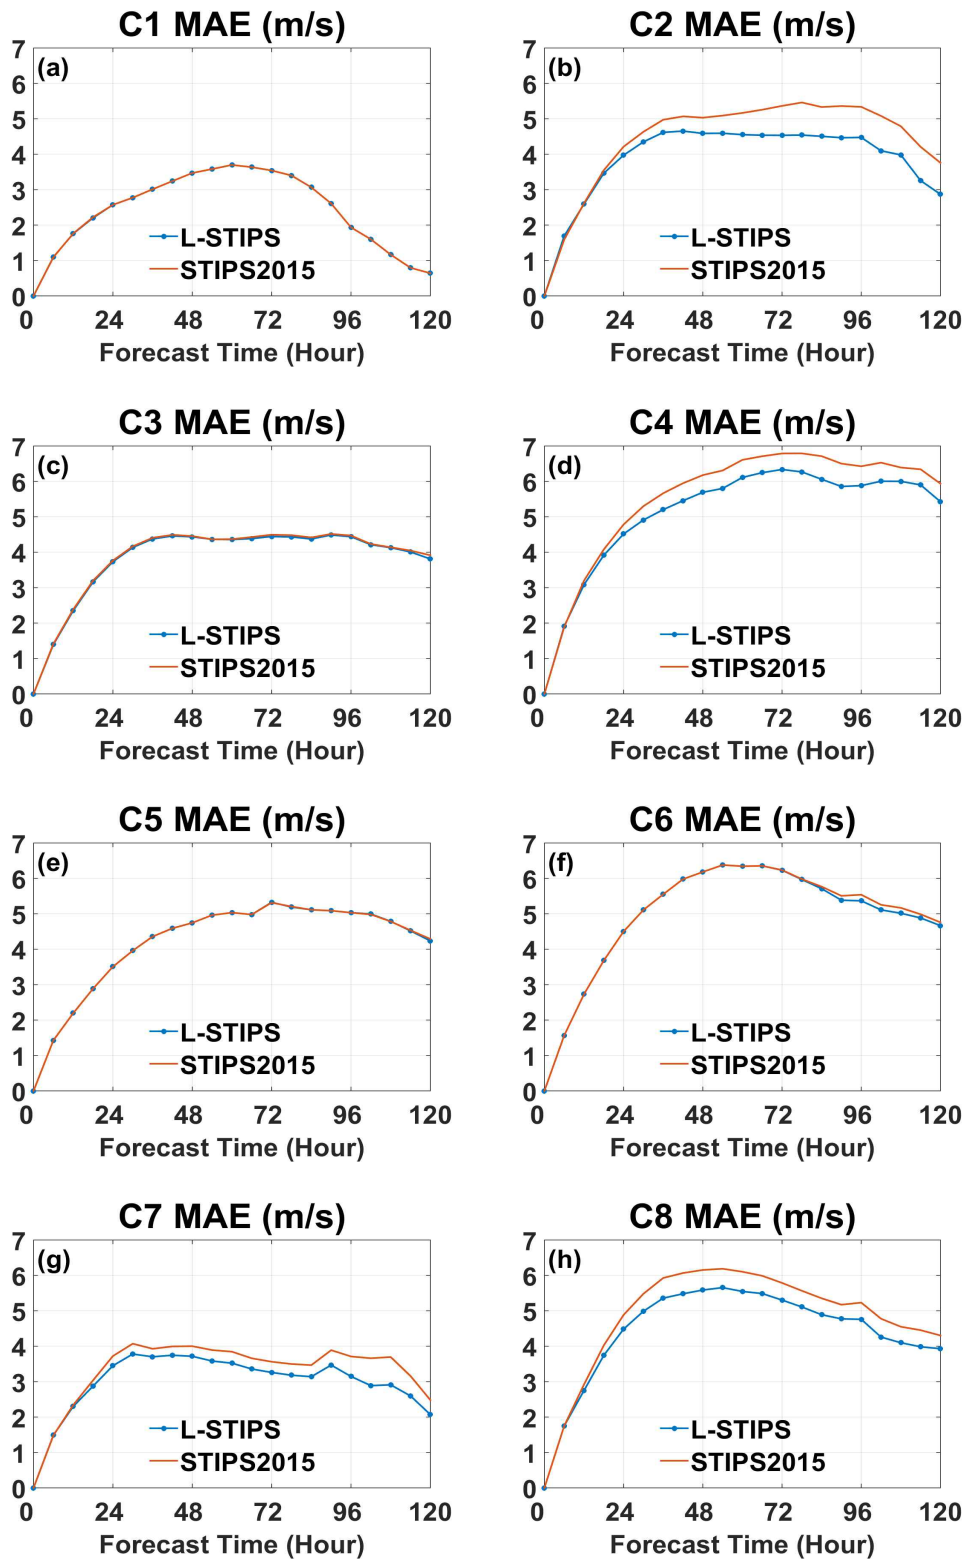 C1 MAE (m/s)
(a)
7
6
5
4
3
2
1
0
L-STIPS
STIPS2015
0 24 48 72 96 120
Forecast Time (Hour)
C2 MAE (m/s)
(b)
7
6
5
4
3
2
1
0
L-STIPS
STIPS2015
0 24 48 72 96 120
Forecast Time (Hour)
C3 MAE (m/s)
(c)
7
6
5
4
3
2
1
0
L-STIPS
STIPS2015
0 24 48 72 96 120
Forecast Time (Hour)
C4 MAE (m/s)
(d)
7
6
5
4
3
2
1
0
L-STIPS
STIPS2015
0 24 48 72 96 120
Forecast Time (Hour)
C5 MAE (m/s)
(e)
7
6
5
4
3
2
1
0
L-STIPS
STIPS2015
0 24 48 72 96 120
Forecast Time (Hour)
C6 MAE (m/s)
(f)
7
6
5
4
3
2
1
0
L-STIPS
STIPS2015
0 24 48 72 96 120
Forecast Time (Hour)
C7 MAE (m/s)
(g)
7
6
5
4
3
2
1
0
L-STIPS
STIPS2015
0 24 48 72 96 120
Forecast Time (Hour)
C8 MAE (m/s)
(h)
7
6
5
4
3
2
1
0
L-STIPS
STIPS2015
0 24 48 72 96 120
Forecast Time (Hour)